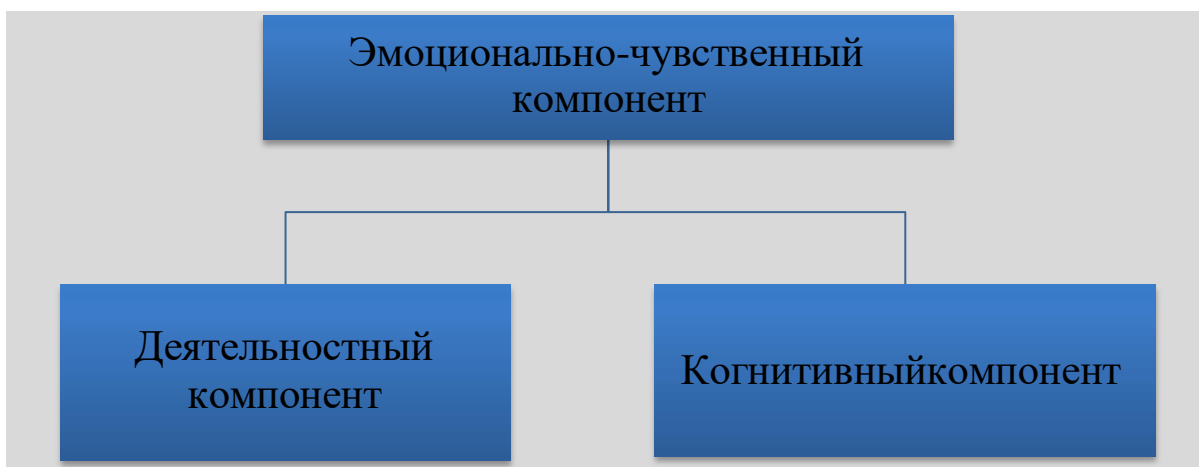 Эмоционально-чувственный
компонент
Деятельностный
компонент
Когнитивныйкомпонент